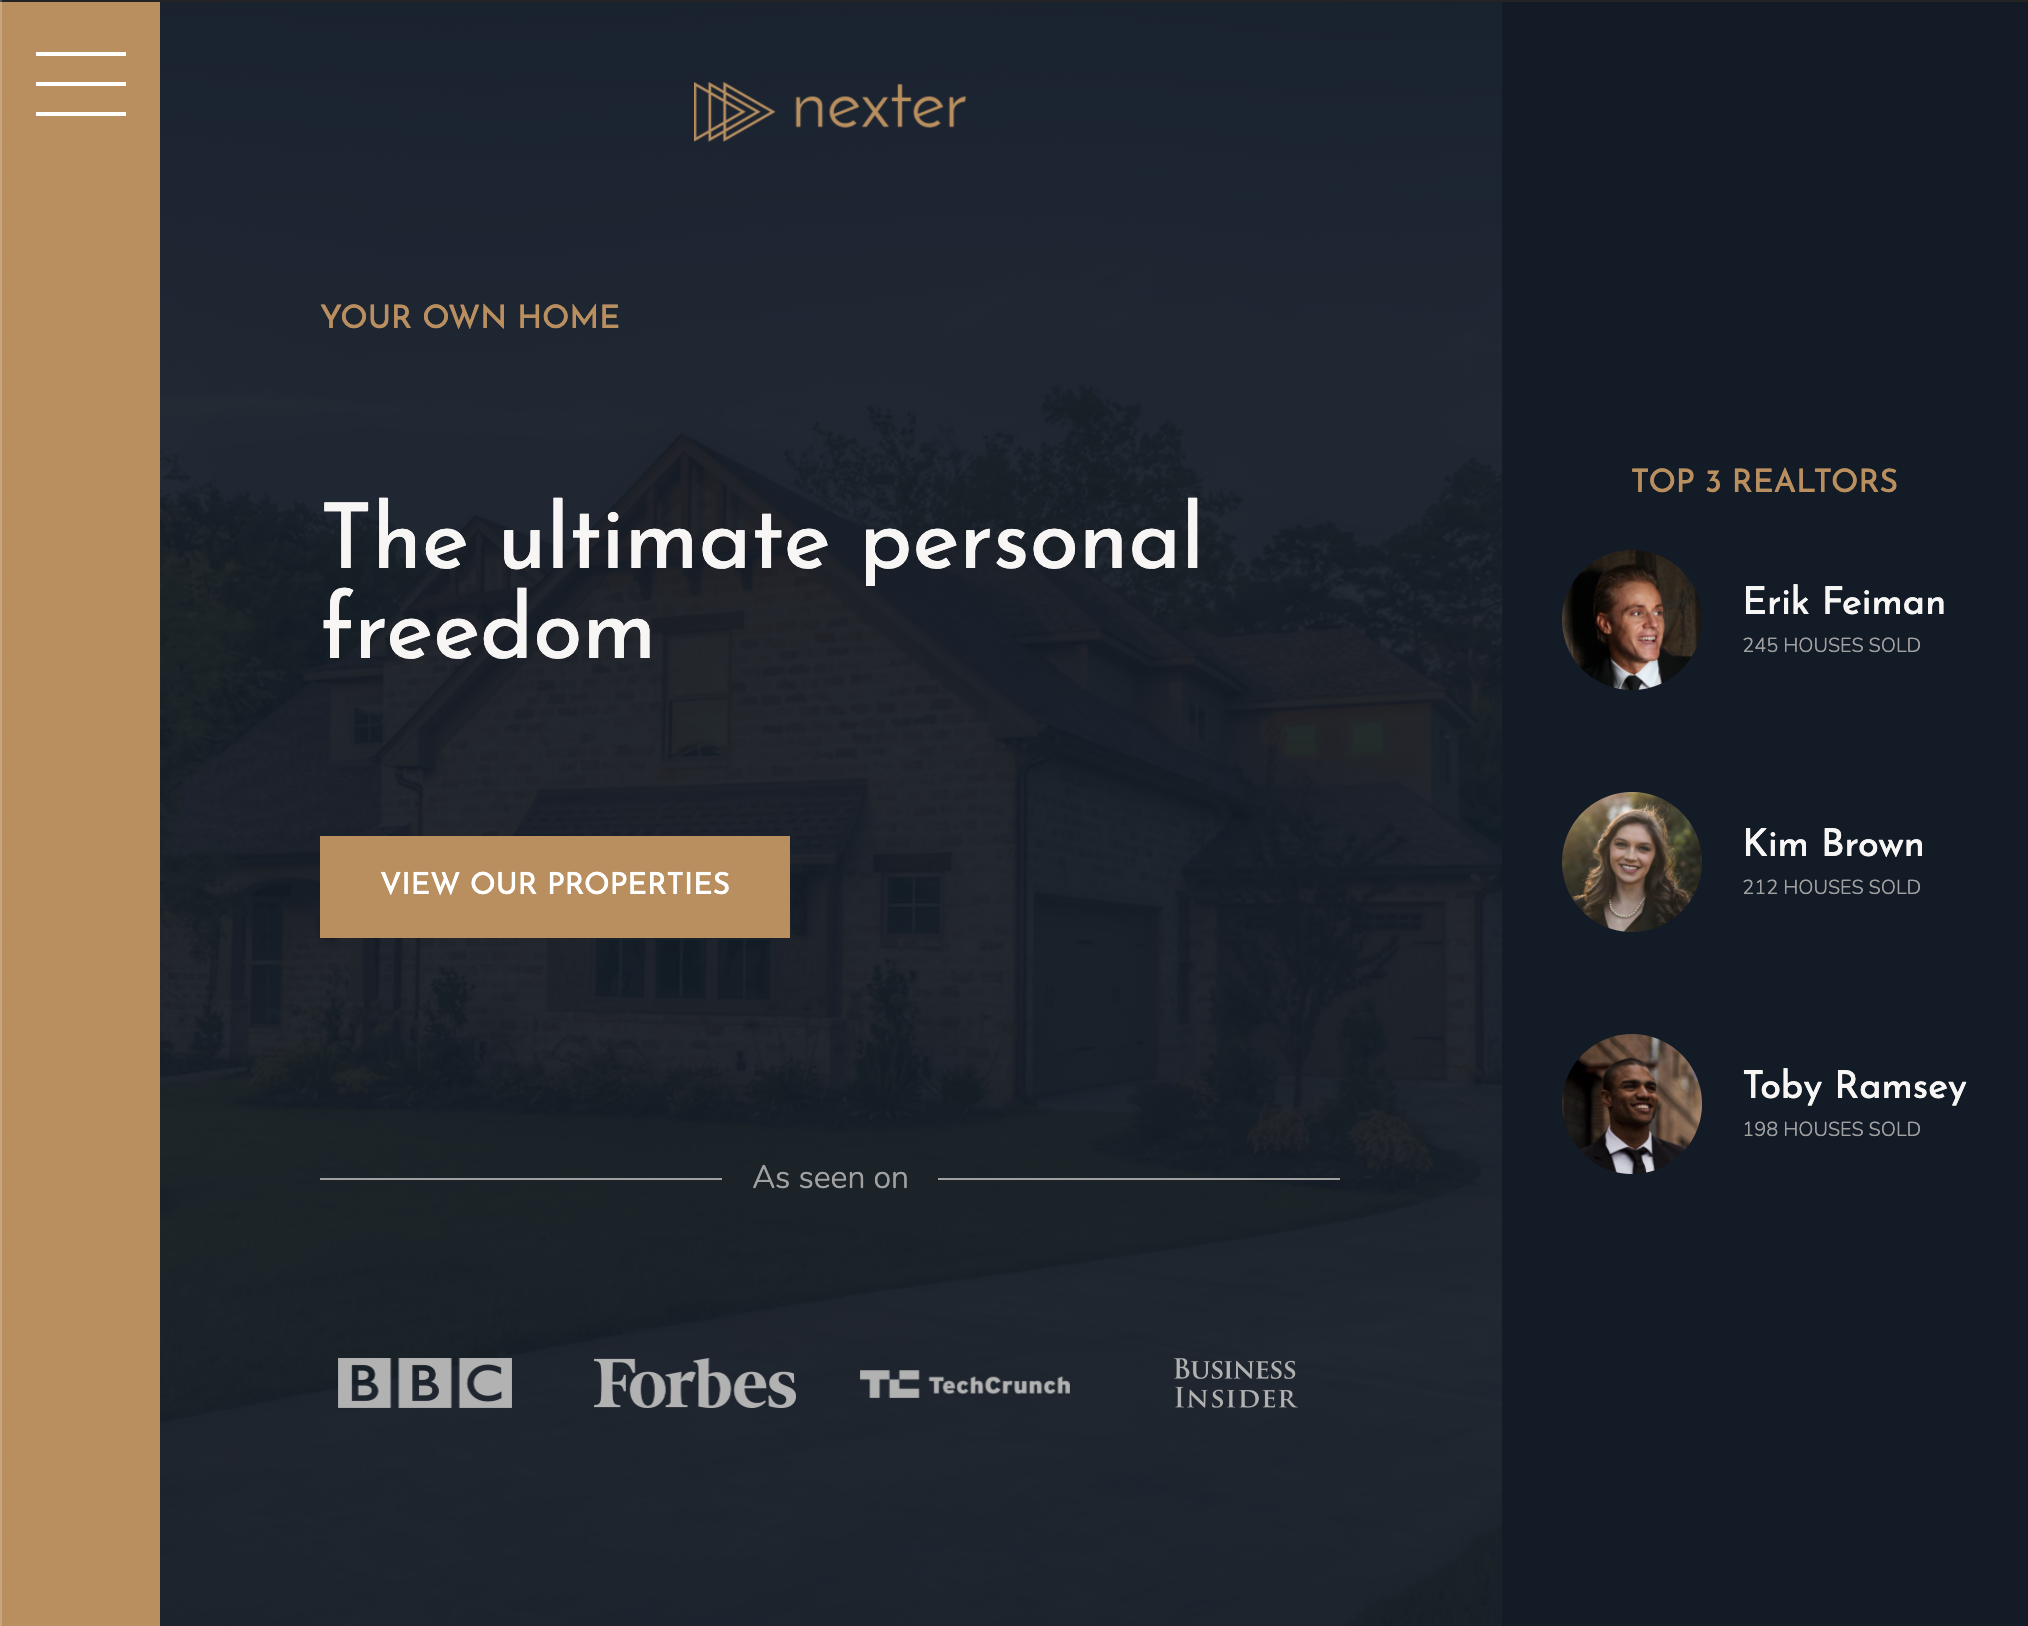 nexter
YOUR OWN HOME
The ultimate personal
freedom
VIEW OUR PROPERTIES
As seen on
BBC
Forbes
TC TechCrunch
BUSINESS
INSIDER
TOP 3 REALTORS
Erik Feiman
245 HOUSES SOLD
Kim Brown
212 HOUSES SOLD
Toby Ramsey
198 HOUSES SOLD